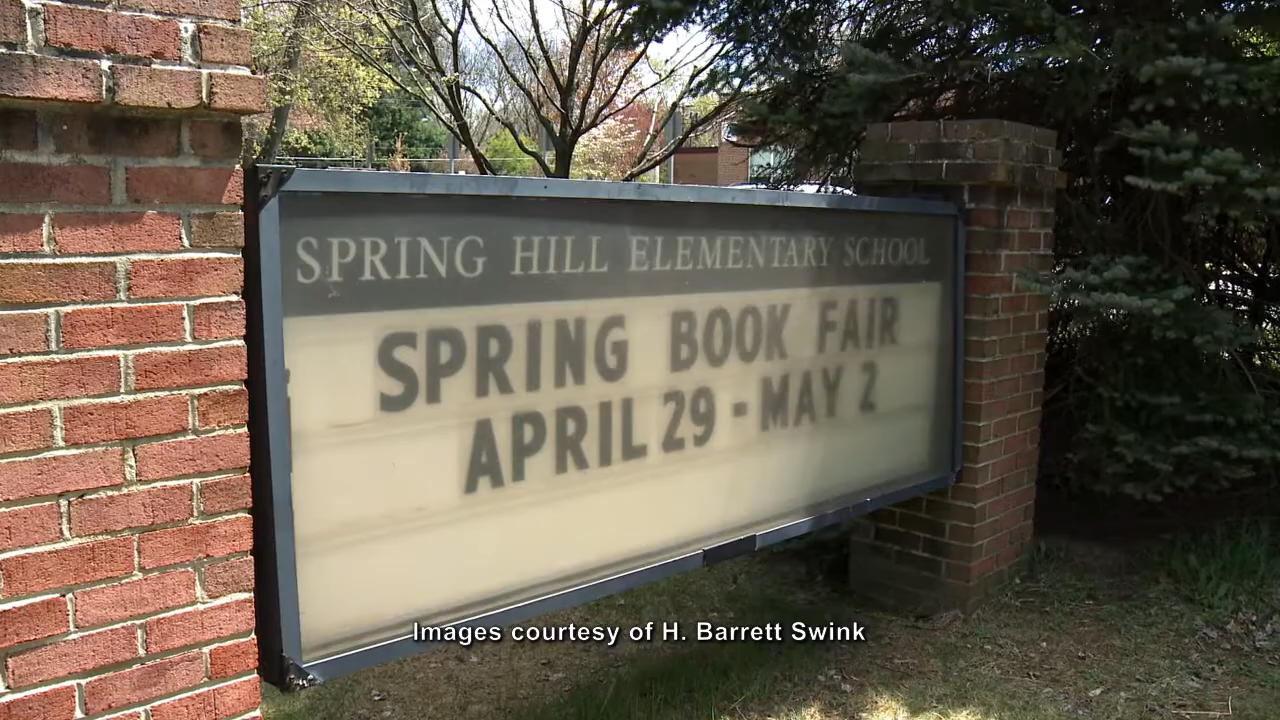 SPRING HILL ELEMENTARY SCHOOL
SPRING BOOK FAIR
APRIL 29 - MAY 2
Images courtesy of H. Barrett Swink